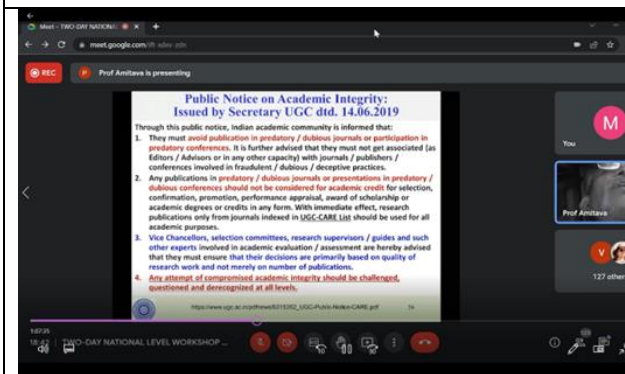 Meet - TWO-DAY NATIONAL
meet.google.com
REC
Prof Amitava is presenting
Public Notice on Academic Integrity:
Issued by Secretary UGC dtd. 14.06.2019
Through this public notice, Indian academic community is informed that:
1. They must avoid publication in predatory / dubious journals or participation in
predatory conferences. It is further advised that they must not get associated (as
Editors / Advisors or in any other capacity) with journals / publishers /
conferences involved in fraudulent / dubious / deceptive practices.
2. Any publications in predatory / dubious journals or presentations in predatory /
dubious conferences should not be considered for academic credit for selection,
confirmation, promotion, performance appraisal, award of scholarship or
academic degrees or credits in any form. With immediate effect, research
publications only from journals indexed in UGC-CARE List should be used for all
academic purposes.
3. Vice Chancellors, selection committees, research supervisors / guides and such
other experts involved in academic evaluation / assessment are hereby advised
that they must ensure that their decisions are primarily based on quality of
research work and not merely on number of publications.
4. Any attempt of compromised academic integrity should be challenged,
questioned and derecognized at all levels.
M
You
Prof Amitava
V
127 other
1:07:35
18:42
TWO-DAY NATIONAL LEVEL WORKSHOP ...